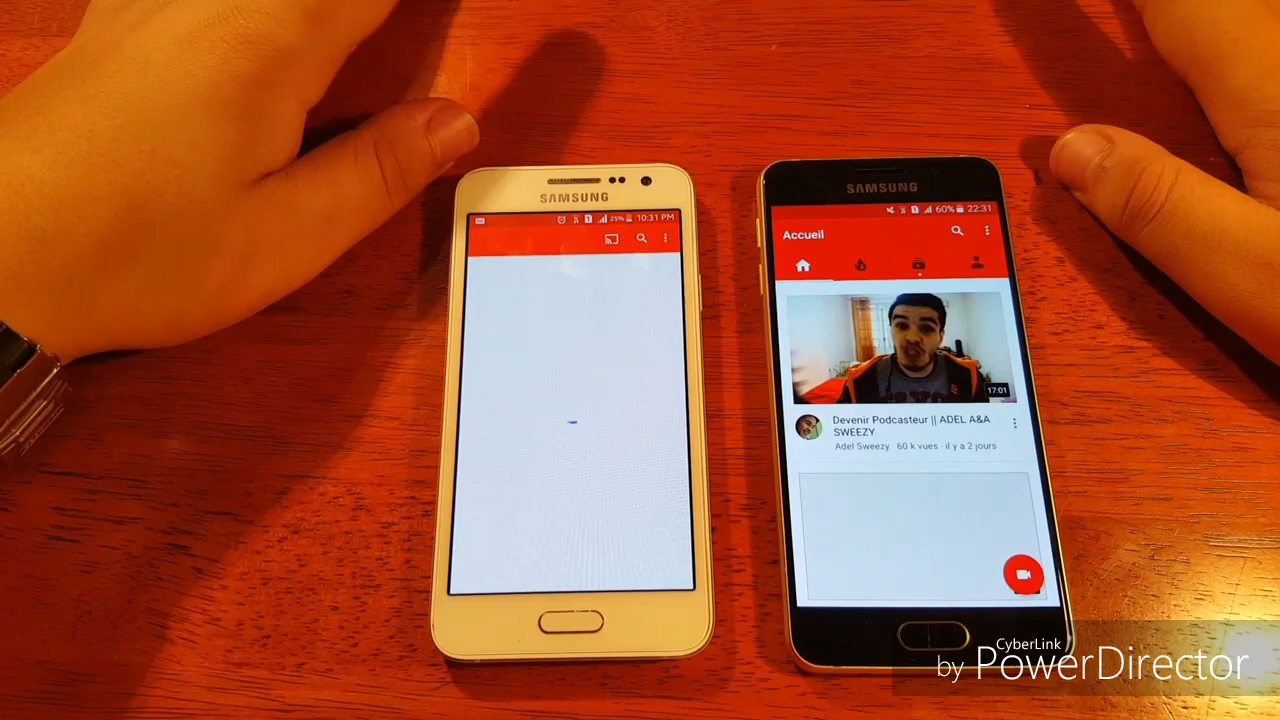 SAMSUNG
25% 10:31 PM
SAMSUNG
60% 22:31
Accueil
17:01
Devenir Podcasteur || ADEL A&A
SWEEZY
Adel Sweezy · 60 k vues · il y a 2 jours
CyberLink
by PowerDirector